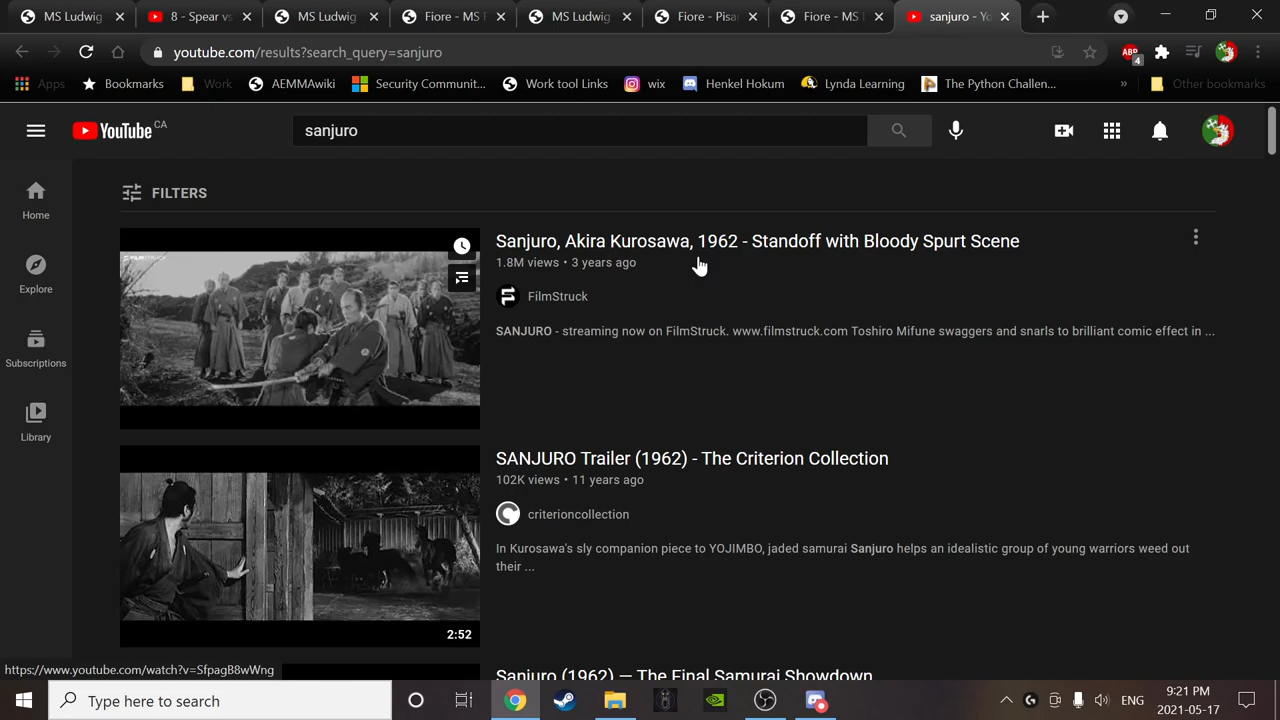 MS Ludwig
8 - Spear vs
MS Ludwig
Fiore - MS F
MS Ludwig
Fiore - Pisan
Fiore - MS
sanjuro - Yo
youtube.com/results?search_query=sanjuro
ABP
4
Apps
Bookmarks
Work
AEMMAwiki
Security Communit...
Work tool Links
wix
Henkel Hokum
Lynda Learning
The Python Challen...
»
Other bookmarks
YouTube CA
sanjuro
FILTERS
Home
Explore
Subscriptions
Library
FILMSTRUCK
Sanjuro, Akira Kurosawa, 1962 - Standoff with Bloody Spurt Scene
1.8M views • 3 years ago
FilmStruck
SANJURO - streaming now on FilmStruck. www.filmstruck.com Toshiro Mifune swaggers and snarls to brilliant comic effect in ...
SANJURO Trailer (1962) - The Criterion Collection
102K views • 11 years ago
criterioncollection
In Kurosawa's sly companion piece to YOJIMBO, jaded samurai Sanjuro helps an idealistic group of young warriors weed out
their ...
2:52
Sanjuro (1962) — The Final Samurai Showdown
https://www.youtube.com/watch?v=SfpagB8wWng
Type here to search
ENG
9:21 PM
2021-05-17